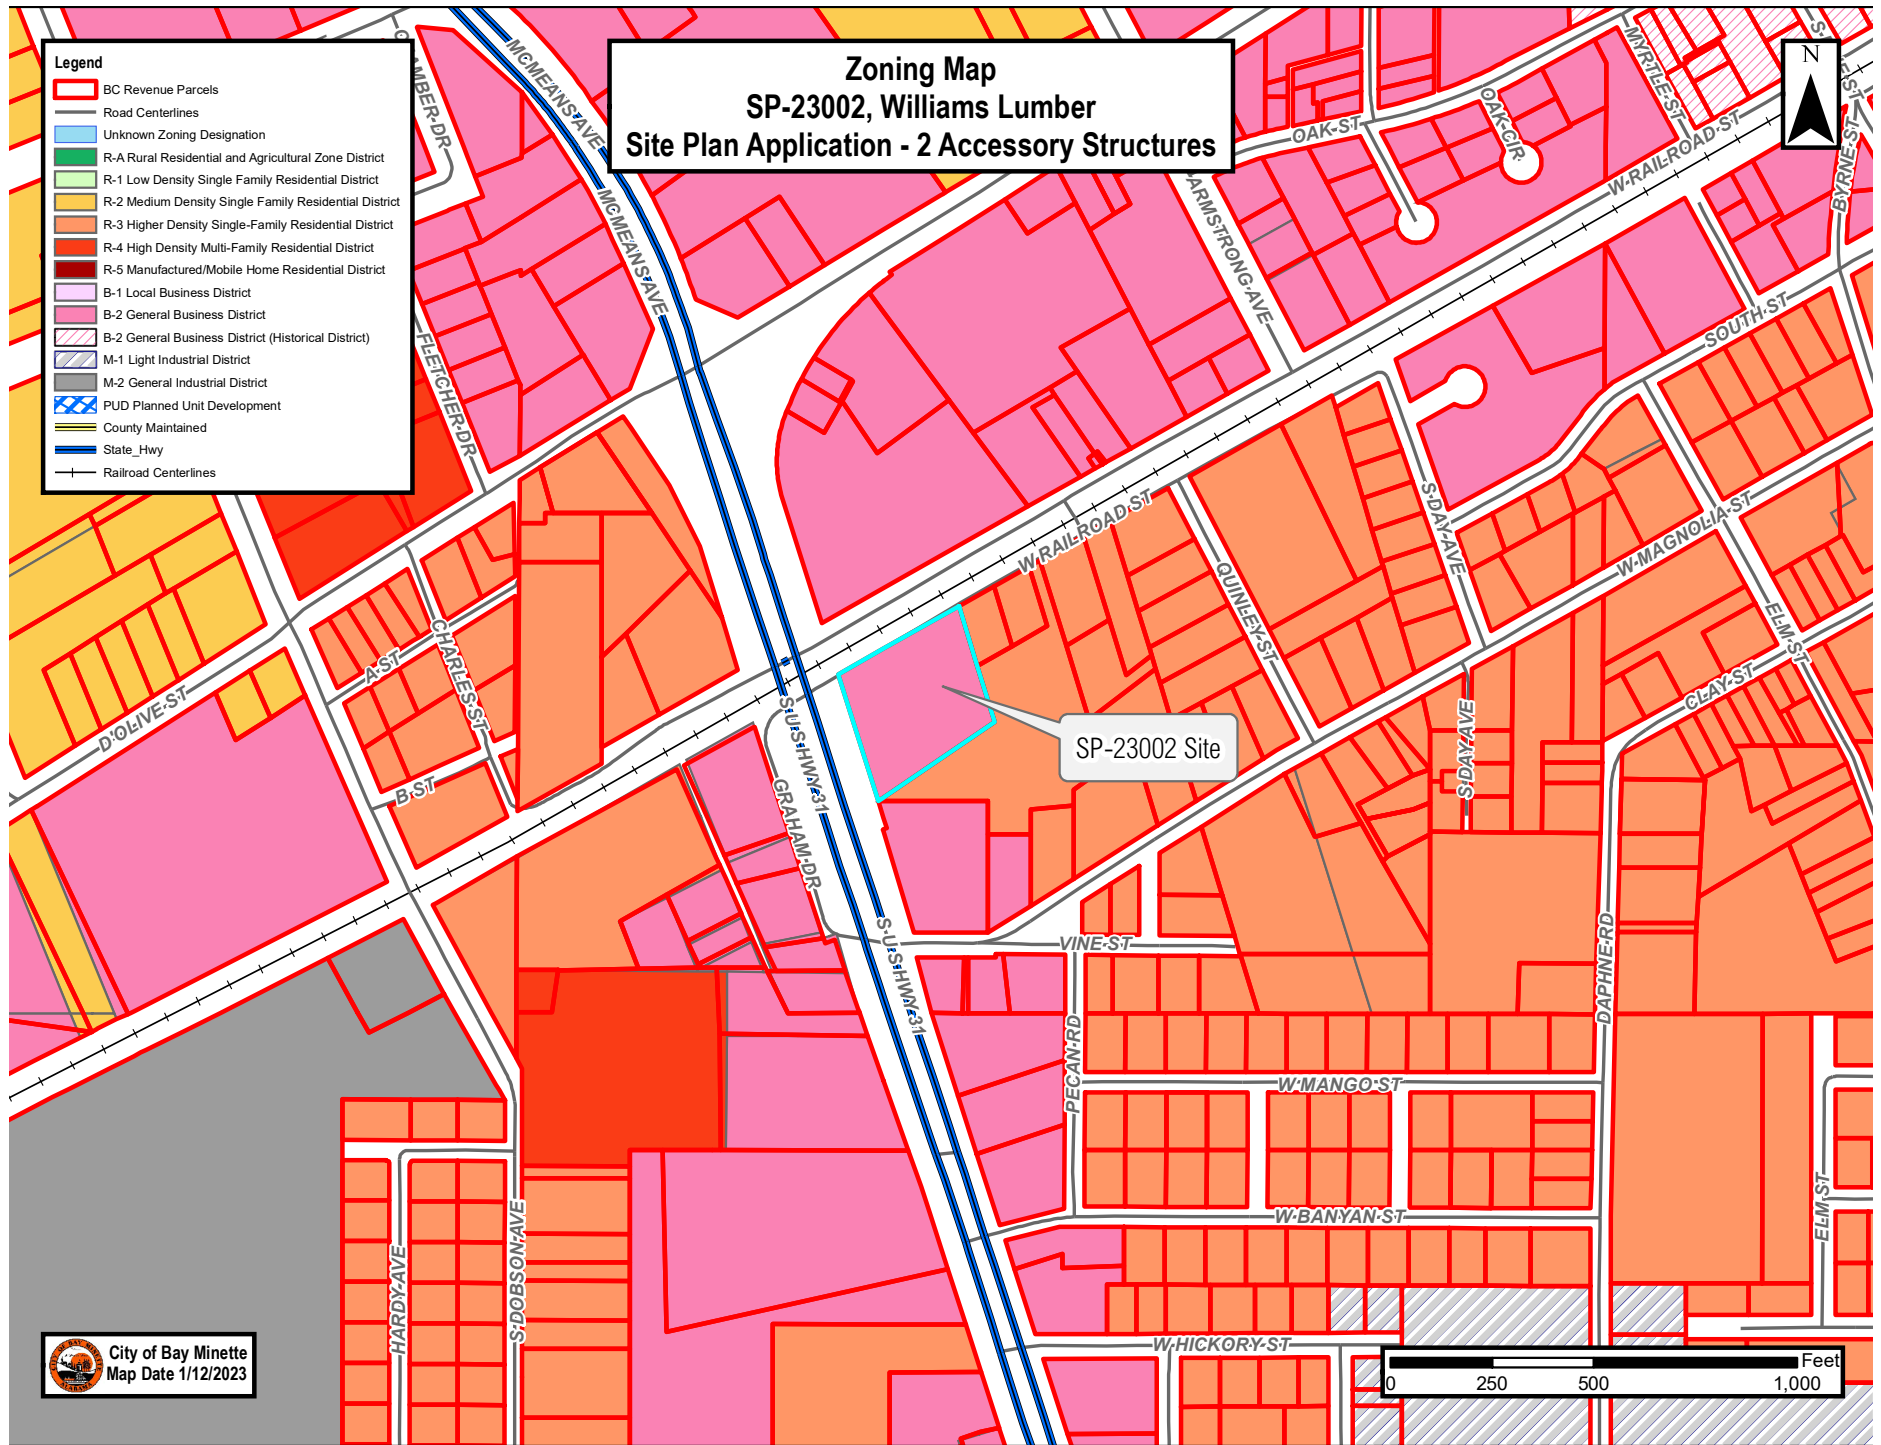 Zoning Map
SP-23002, Williams Lumber
Site Plan Application - 2 Accessory Structures
Legend
BC Revenue Parcels
Road Centerlines
Unknown Zoning Designation
R-A Rural Residential and Agricultural Zone District
R-1 Low Density Single Family Residential District
R-2 Medium Density Single Family Residential District
R-3 Higher Density Single-Family Residential District
R-4 High Density Multi-Family Residential District
R-5 Manufactured/Mobile Home Residential District
B-1 Local Business District
B-2 General Business District
B-2 General Business District (Historical District)
M-1 Light Industrial District
M-2 General Industrial District
PUD Planned Unit Development
County Maintained
State_Hwy
Railroad Centerlines
N
MCMEANS AVE
MCMEANS AVE
FLETCHER DR
OAK ST
OAK CIR
MYRTLE ST
W RAILROAD ST
BYRNE ST
ARMSTRONG AVE
SOUTH ST
W RAILROAD ST
S DAY AVE
W MAGNOLIA ST
QUINLEY ST
ELM ST
CLAY ST
S DAY AVE
A ST
CHARLES ST
D'OLIVE ST
B ST
S U S HWY 31
GRAHAM DR
SP-23002 Site
S U S HWY 31
VINE ST
DAPHNE RD
PECAN RD
W MANGO ST
W BANYAN ST
ELM ST
HARDY AVE
S DOBSON AVE
W HICKORY ST
City of Bay Minette
Map Date 1/12/2023
CITY OF BAY MINETTE
ALABAMA
Feet
0 250 500 1,000